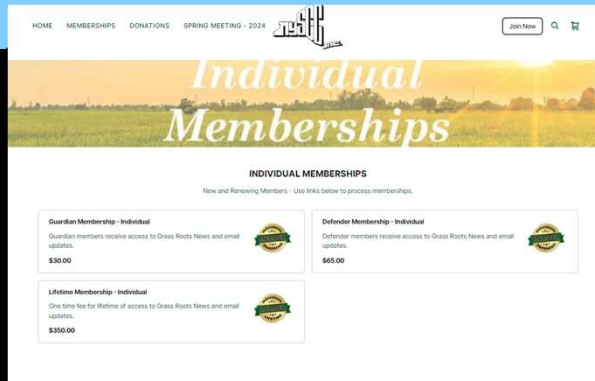 HOME MEMBERSHIPS DONATIONS SPRING MEETING - 2024
Join Now
Individual
Memberships
INDIVIDUAL MEMBERSHIPS
New and Renewing Members - Use links below to process memberships.
Guardian Membership - Individual
Guardian members receive access to Grass Roots News and email
updates.
$30.00
Defender Membership - Individual
Defender members receive access to Grass Roots News and email
updates.
$65.00
Lifetime Membership - Individual
One time fee for lifetime of access to Grass Roots News and email
updates.
$350.00